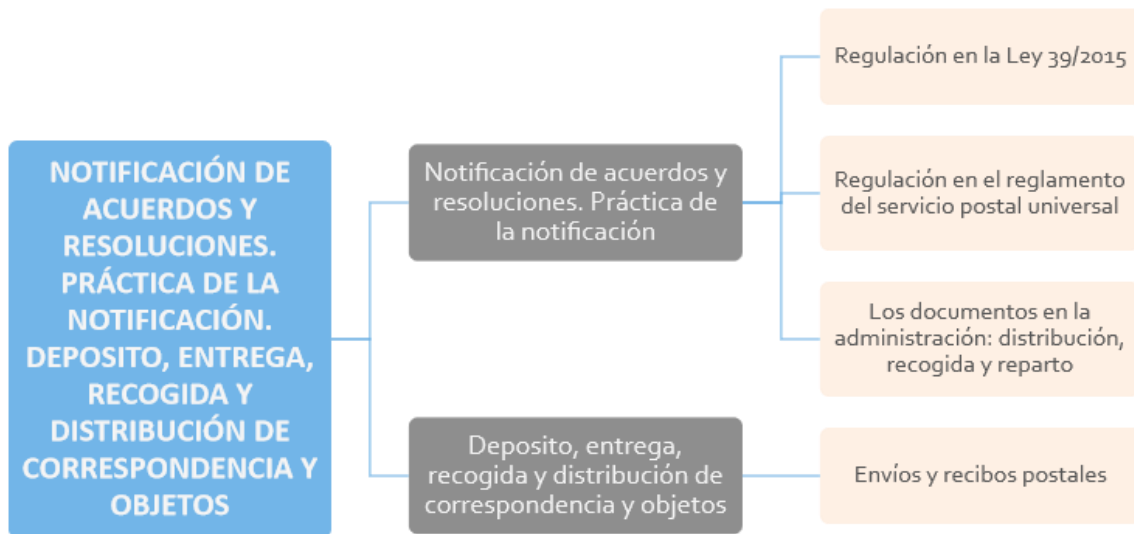 NOTIFICACIÓN DE
ACUERDOS Y
RESOLUCIONES.
PRÁCTICA DE LA
NOTIFICACIÓN.
DEPOSITO, ENTREGA,
RECOGIDA Y
DISTRIBUCIÓN DE
CORRESPONDENCIA Y
OBJETOS
Notificación de acuerdos y
resoluciones. Práctica de
la notificación
Regulación en la Ley 39/2015
Regulación en el reglamento
del servicio postal universal
Los documentos en la
administración: distribución,
recogida y reparto
Deposito, entrega,
recogida y distribución de
correspondencia y objetos
Envíos y recibos postales